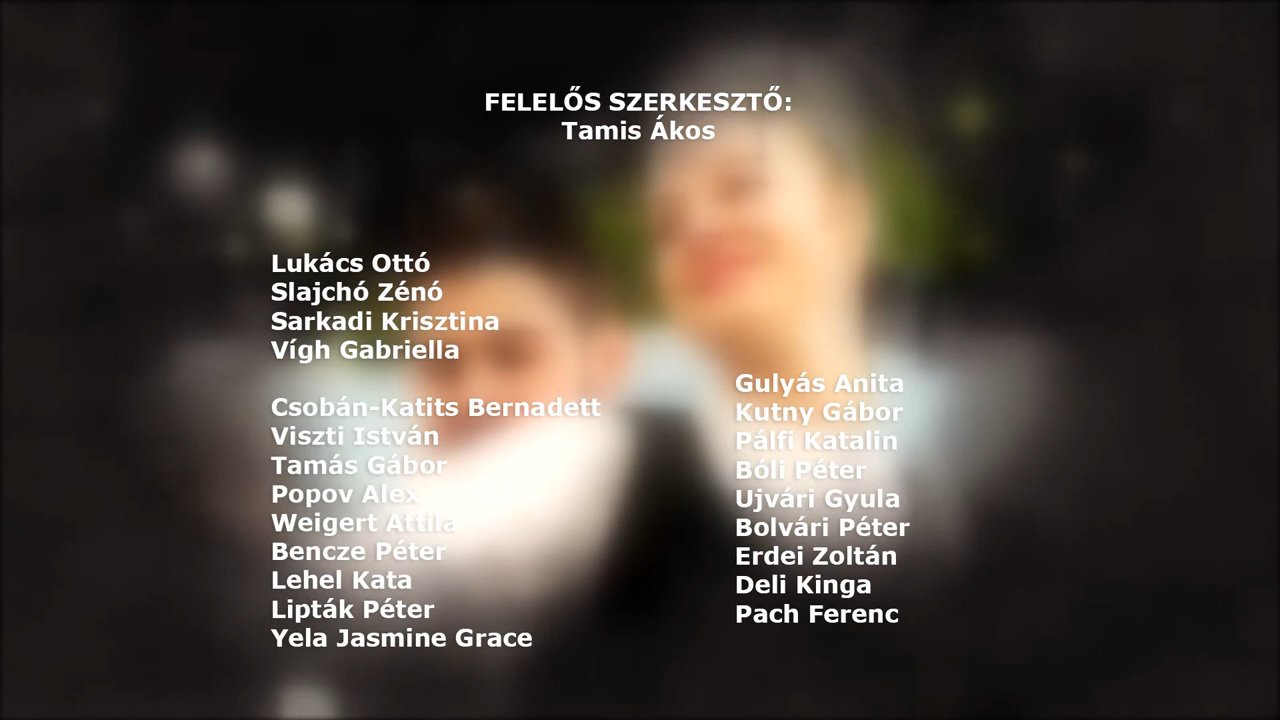 FELELŐS SZERKESZTŐ:
Tamis Ákos
Lukács Ottó
Slajchó Zénó
Sarkadi Krisztina
Vígh Gabriella
Csobán-Katits Bernadett
Viszti István
Tamás Gábor
Popov Alex
Weigert Attila
Bencze Péter
Lehel Kata
Lipták Péter
Yela Jasmine Grace
Gulyás Anita
Kutny Gábor
Pálfi Katalin
Bóli Péter
Ujvári Gyula
Bolvári Péter
Erdei Zoltán
Deli Kinga
Pach Ferenc